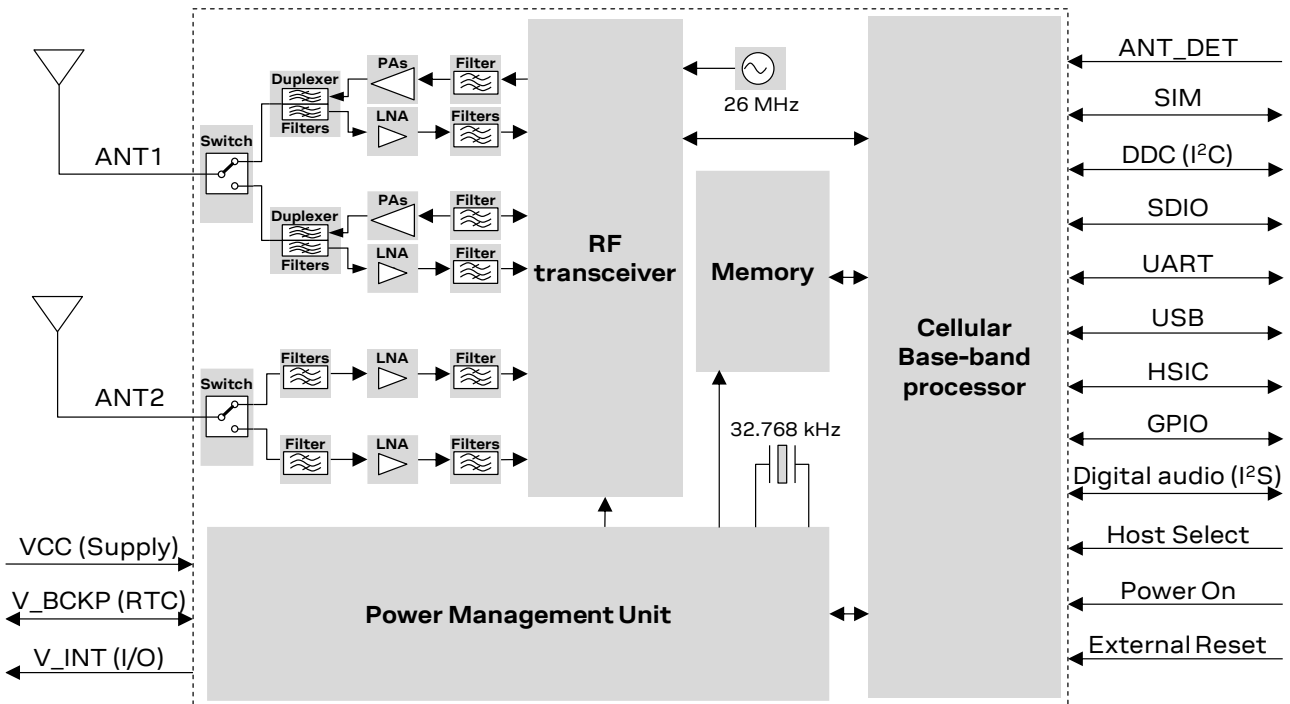 ANT1
ANT2
VCC (Supply)
V_BCKP (RTC)
V_INT (I/O)
Switch
Duplexer
Filters
PAs
Filter
LNA
Filters
Duplexer
Filters
PAs
Filter
LNA
Filter
Switch
Filters
LNA
Filter
Filter
LNA
Filters
RF
transceiver
26 MHz
Memory
32.768 kHz
Power Management Unit
Cellular
Base-band
processor
ANT_DET
SIM
DDC (I²C)
SDIO
UART
USB
HSIC
GPIO
Digital audio (I²S)
Host Select
Power On
External Reset